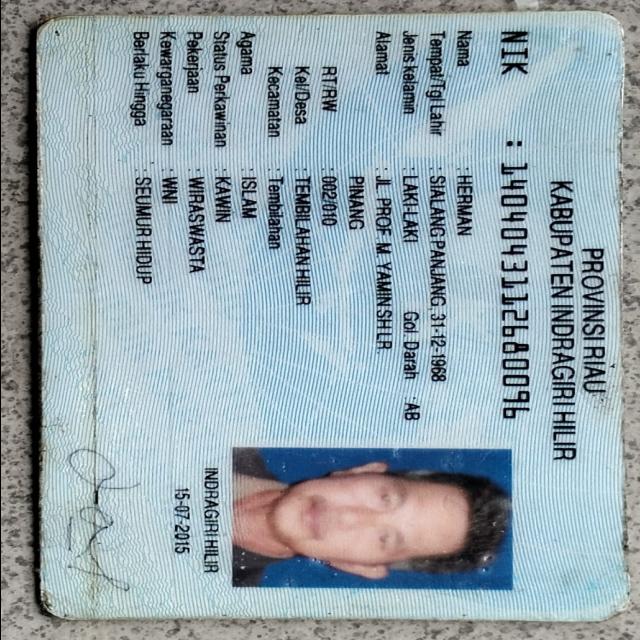 PROVINSI RIAU
KABUPATEN INDRAGIRI HILIR
NIK : 1404043112680096
Nama : HERMAN
Tempat/Tgl Lahir : SIALANG PANJANG, 31-12-1968
Jenis Kelamin : LAKI-LAKI Gol. Darah : AB
Alamat : JL. PROF. M. YAMIN SH LR.
PINANG
RT/RW : 002/010
Kel/Desa : TEMBILAHAN HILIR
Kecamatan : Tembilahan
Agama : ISLAM
Status Perkawinan : KAWIN
Pekerjaan : WIRASWASTA
Kewarganegaraan : WNI
Berlaku Hingga : SEUMUR HIDUP
INDRAGIRI HILIR
15-07-2015